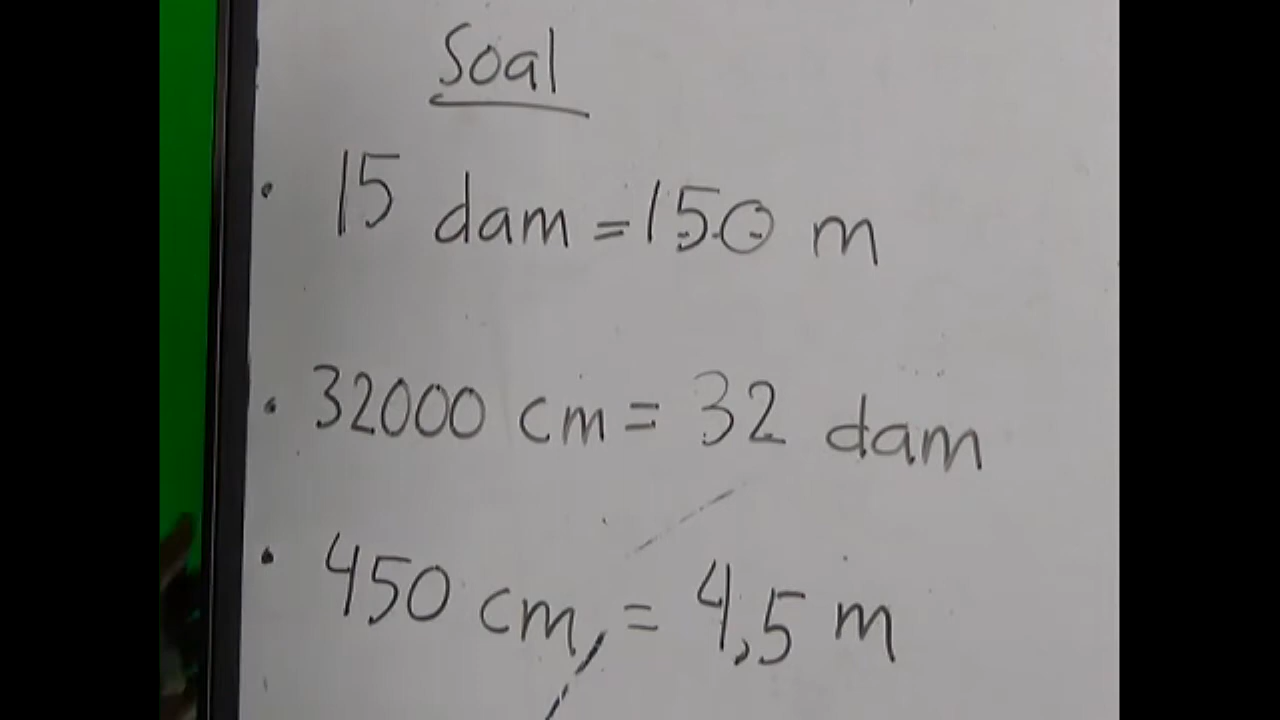 Soal
• 15 dam = 150 m
• 32000 cm = 32 dam
• 450 cm = 4,5 m